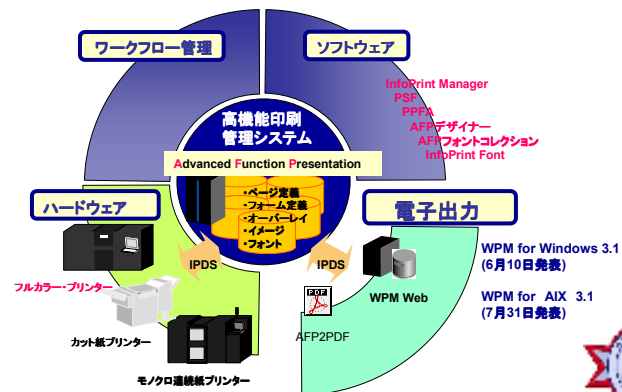 ワークフロー管理
ソフトウェア
InfoPrint Manager
PSF
PPFA
AFPデザイナー
AFPフォントコレクション
InfoPrint Font
高機能印刷
管理システム
Advanced Function Presentation
・ページ定義
・フォーム定義
・オーバーレイ
・イメージ
・フォント
ハードウェア
フルカラー・プリンター
カット紙プリンター
モノクロ連続紙プリンター
IPDS
IPDS
電子出力
WPM Web
PDF
AFP2PDF
WPM for Windows 3.1
(6月10日発表)
WPM for AIX 3.1
(7月31日発表)